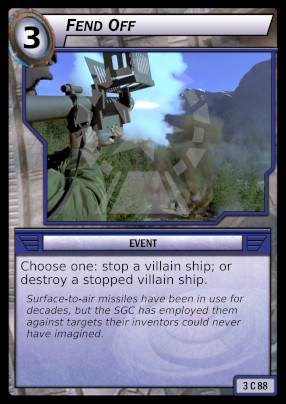 3
FEND OFF
EVENT
Choose one: stop a villain ship; or
destroy a stopped villain ship.
Surface-to-air missiles have been in use for
decades, but the SGC has employed them
against targets their inventors could never
have imagined.
3 C 88